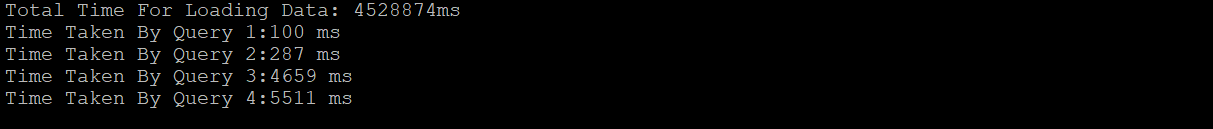 Total Time For Loading Data: 4528874ms
Time Taken By Query 1:100 ms
Time Taken By Query 2:287 ms
Time Taken By Query 3:4659 ms
Time Taken By Query 4:5511 ms